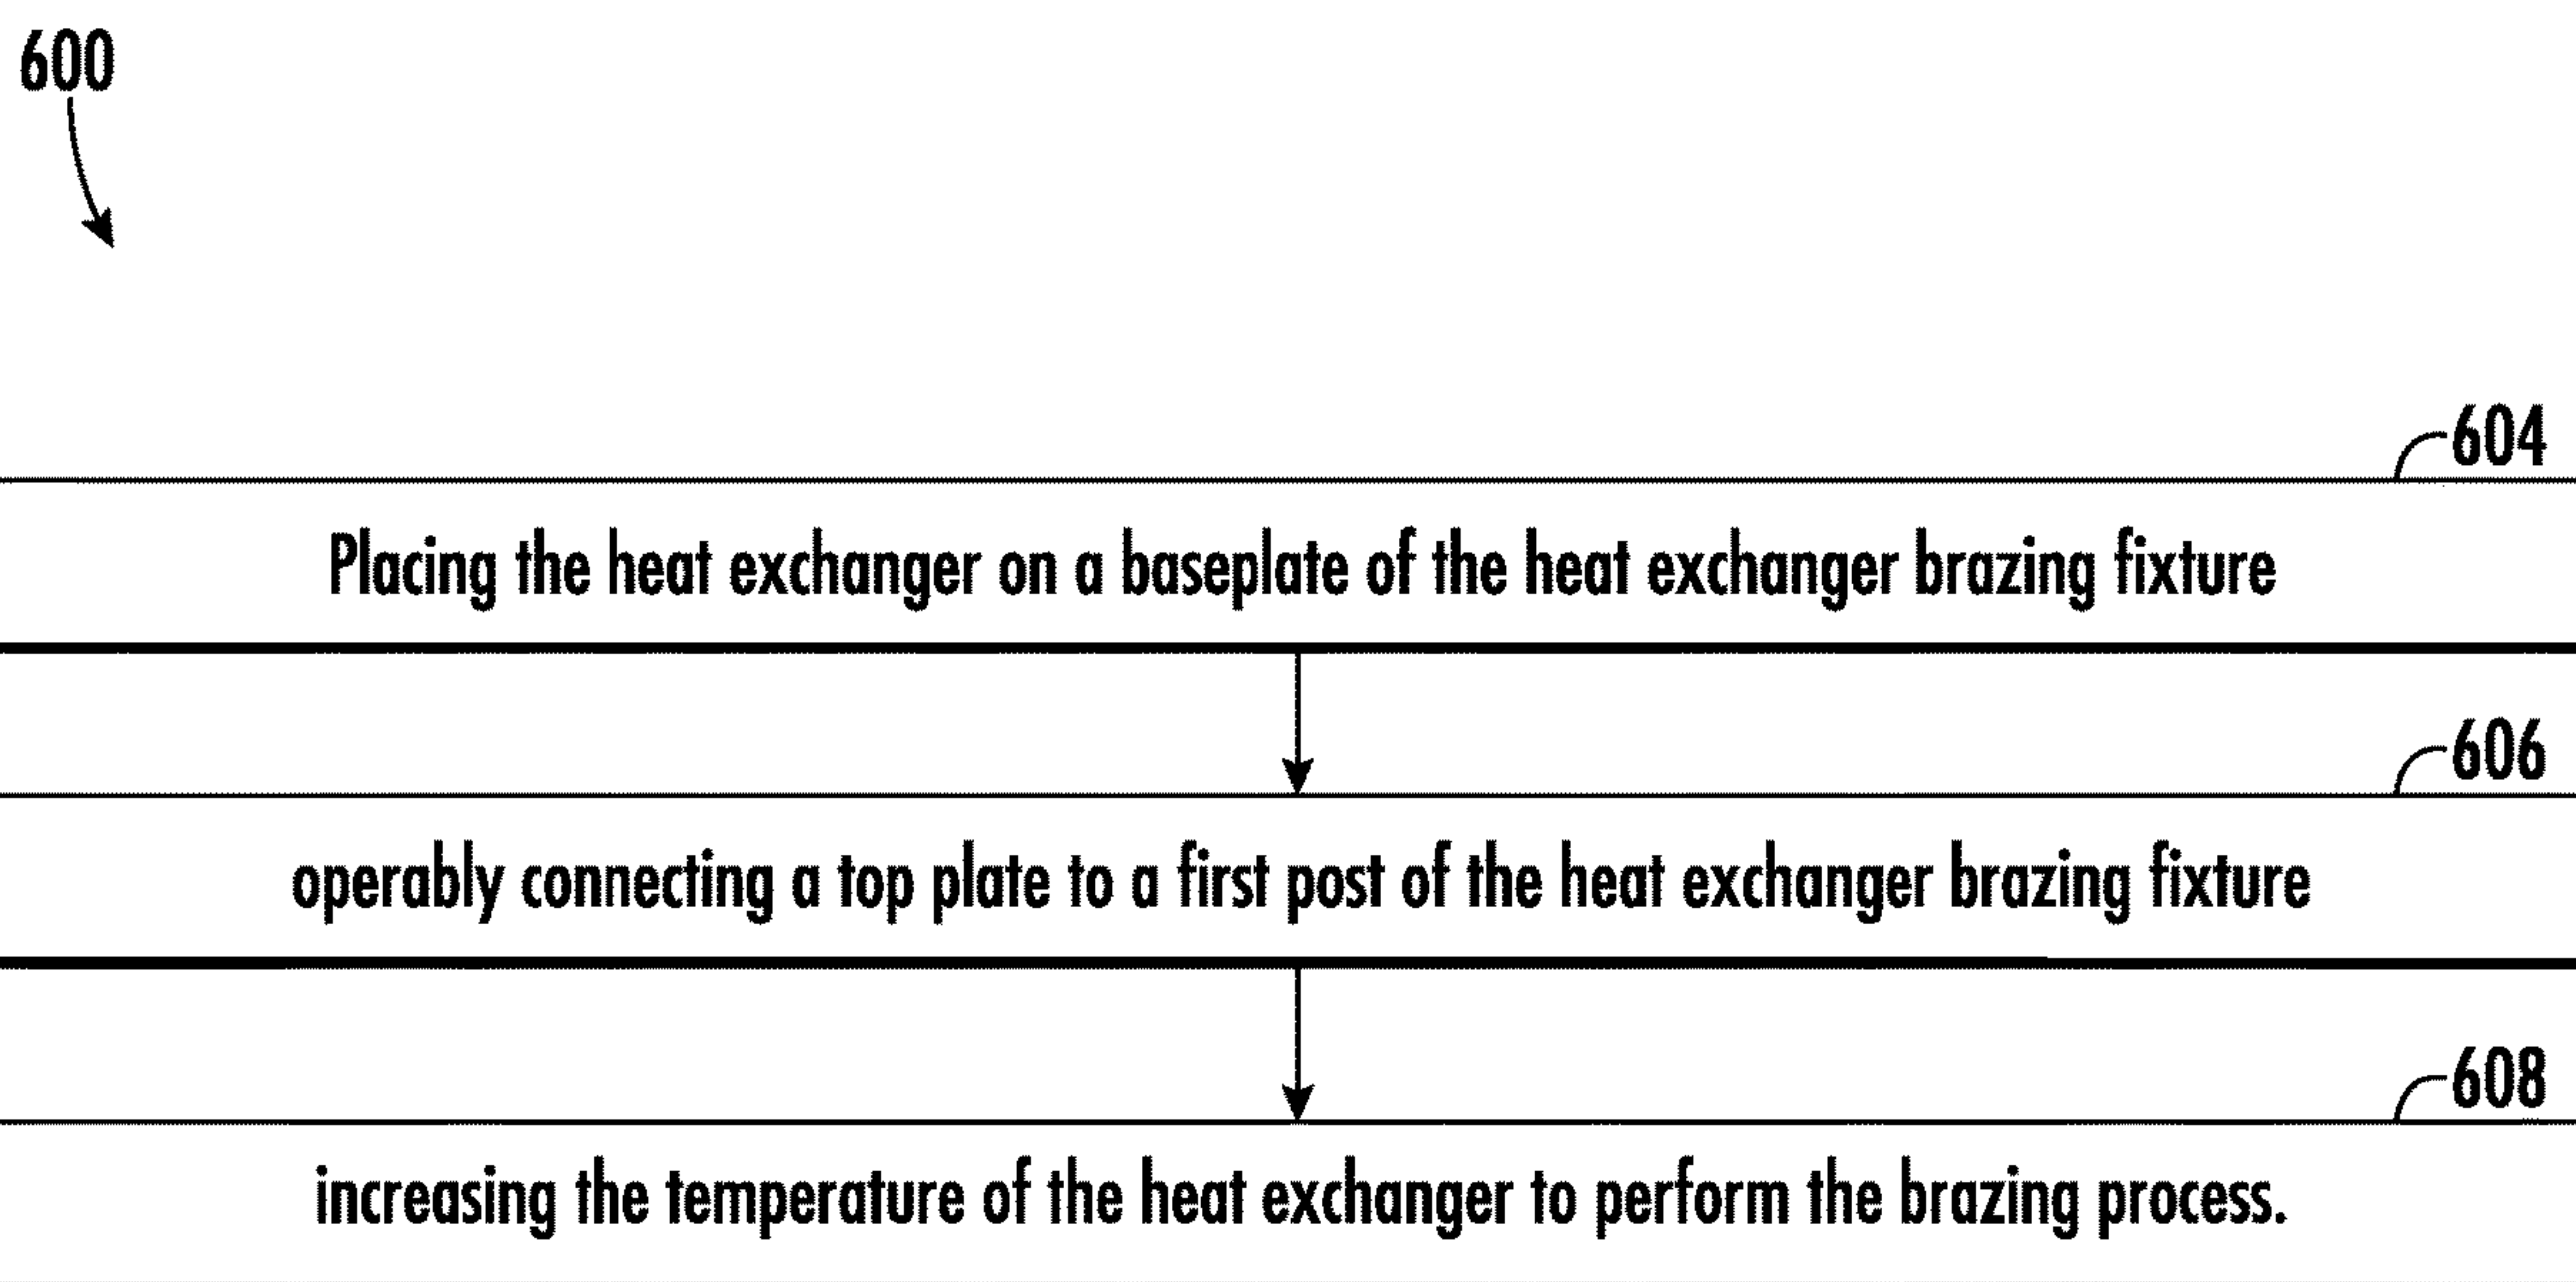 600
604
Placing the heat exchanger on a baseplate of the heat exchanger brazing fixture
606
operably connecting a top plate to a first post of the heat exchanger brazing fixture
608
increasing the temperature of the heat exchanger to perform the brazing process.